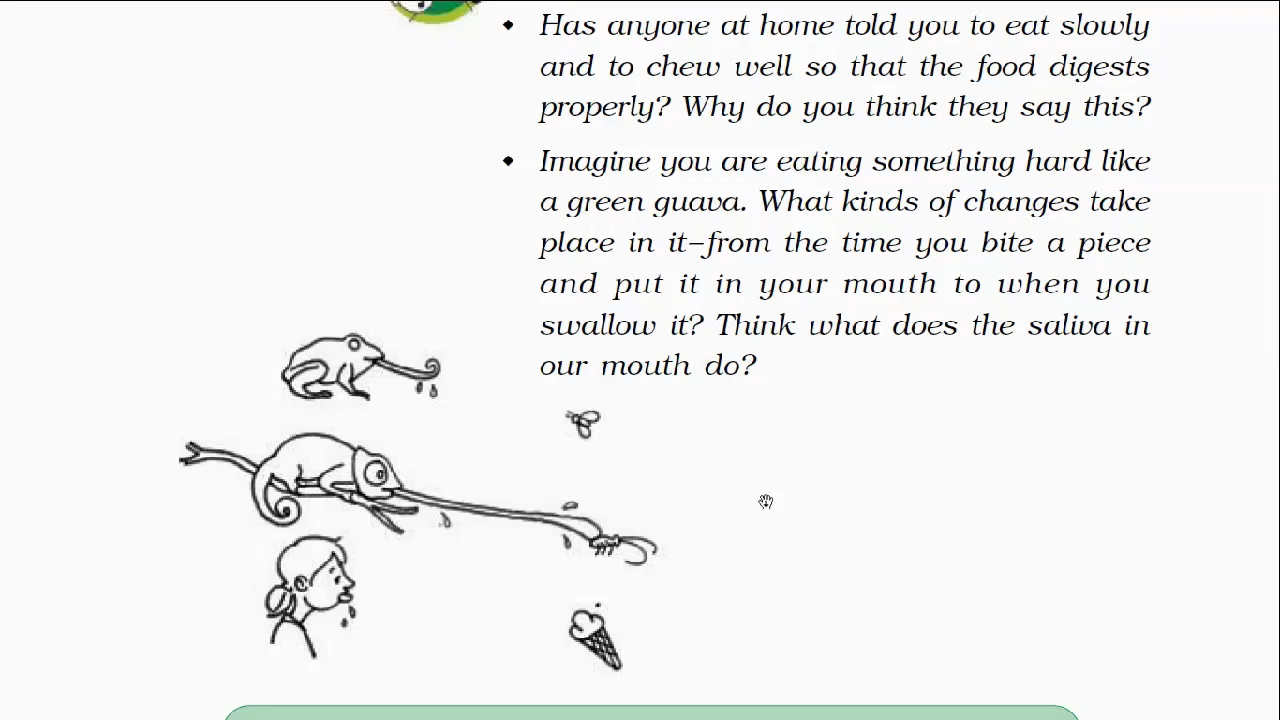 • Has anyone at home told you to eat slowly
and to chew well so that the food digests
properly? Why do you think they say this?
• Imagine you are eating something hard like
a green guava. What kinds of changes take
place in it–from the time you bite a piece
and put it in your mouth to when you
swallow it? Think what does the saliva in
our mouth do?